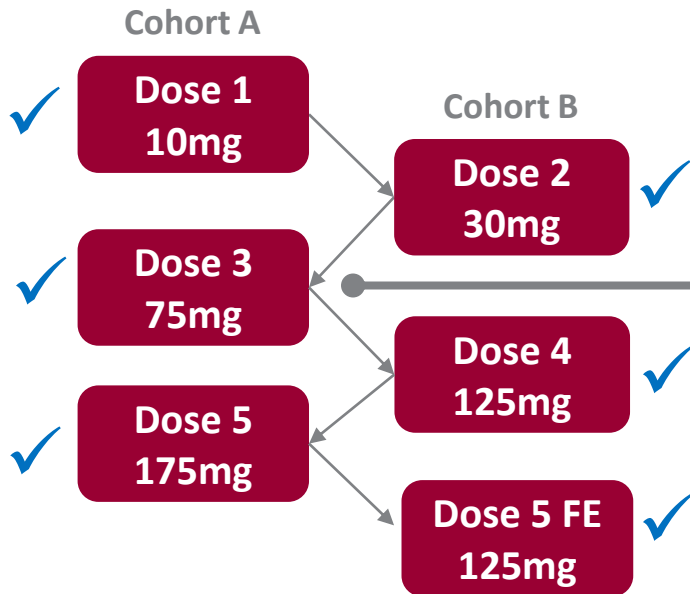 Cohort A
Dose 1
10mg
Cohort B
Dose 2
30mg
Dose 3
75mg
Dose 4
125mg
Dose 5
175mg
Dose 5 FE
125mg